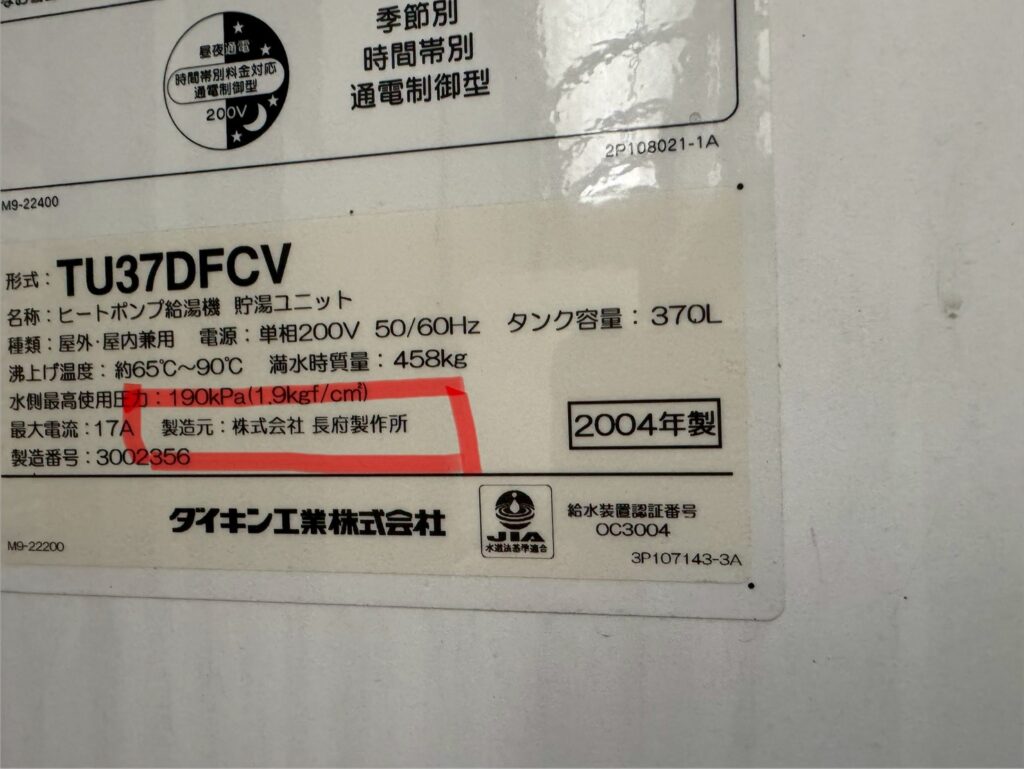 昼夜通電
時間帯別料金対応
通電制御型
200V
季節別
時間帯別
通電制御型
2P108021-1A
M9-22400
形式：TU37DFCV
名称：ヒートポンプ給湯機 貯湯ユニット
種類：屋外・屋内兼用 電源：単相200V 50/60Hz タンク容量：370L
沸上げ温度：約65℃～90℃ 満水時質量：458kg
水側最高使用圧力：190kPa(1.9kgf/c㎡)
最大電流：17A 製造元：株式会社 長府製作所
製造番号：3002356
2004年製
ダイキン工業株式会社
JIA
水道法基準適合
給水装置認証番号
OC3004
M9-22200
3P107143-3A